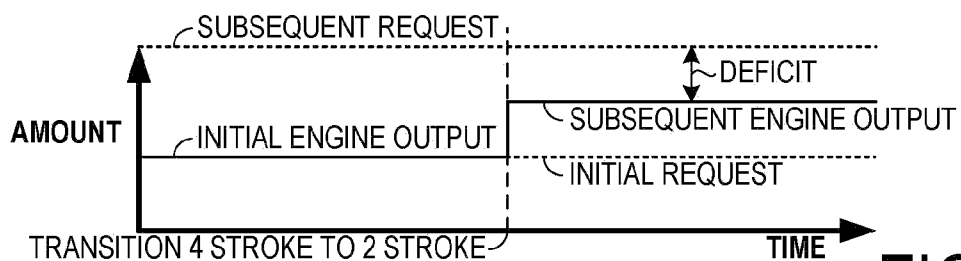 SUBSEQUENT REQUEST
DEFICIT
AMOUNT
INITIAL ENGINE OUTPUT
SUBSEQUENT ENGINE OUTPUT
INITIAL REQUEST
TRANSITION 4 STROKE TO 2 STROKE
TIME